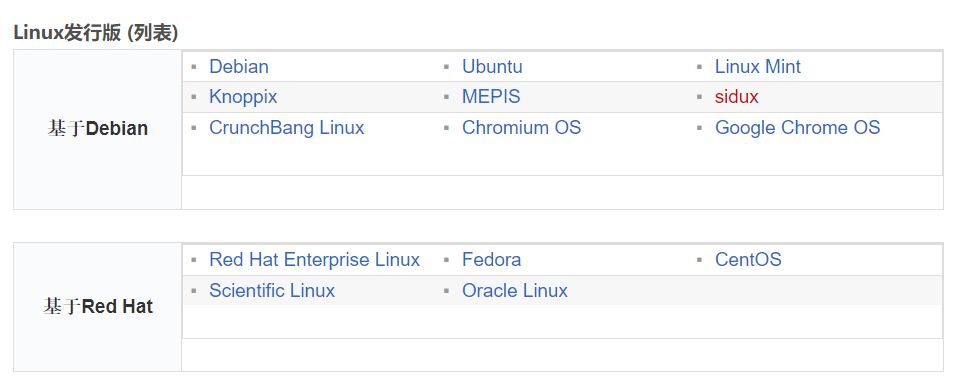 Linux发行版 (列表)
基于Debian
Debian Ubuntu Linux Mint
Knoppix MEPIS sidux
CrunchBang Linux Chromium OS Google Chrome OS
基于Red Hat
Red Hat Enterprise Linux Fedora CentOS
Scientific Linux Oracle Linux